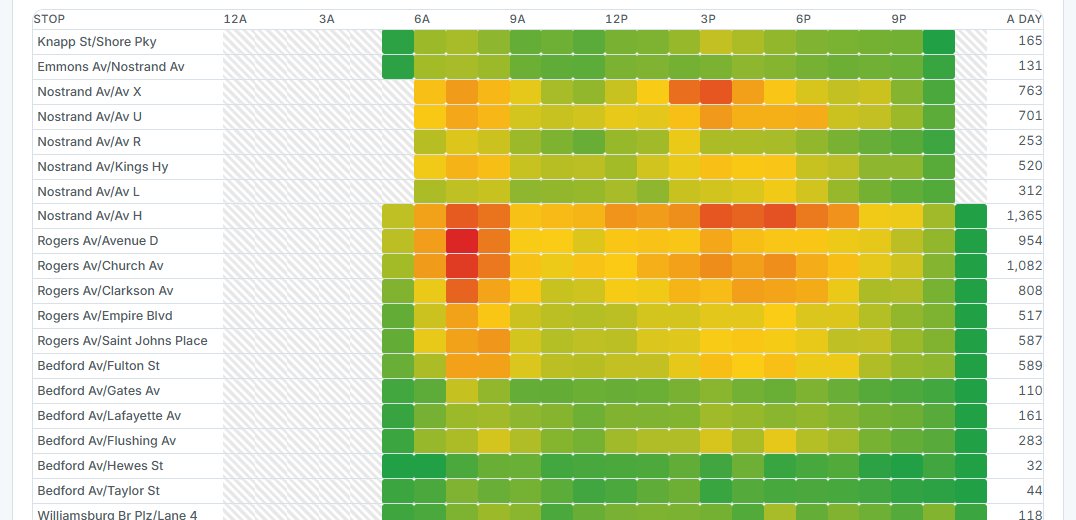 STOP 12A 3A 6A 9A 12P 3P 6P 9P A DAY
Knapp St/Shore Pky 165
Emmons Av/Nostrand Av 131
Nostrand Av/Av X 763
Nostrand Av/Av U 701
Nostrand Av/Av R 253
Nostrand Av/Kings Hy 520
Nostrand Av/Av L 312
Nostrand Av/Av H 1,365
Rogers Av/Avenue D 954
Rogers Av/Church Av 1,082
Rogers Av/Clarkson Av 808
Rogers Av/Empire Blvd 517
Rogers Av/Saint Johns Place 587
Bedford Av/Fulton St 589
Bedford Av/Gates Av 110
Bedford Av/Lafayette Av 161
Bedford Av/Flushing Av 283
Bedford Av/Hewes St 32
Bedford Av/Taylor St 44
Williamsburg Br Plz/Lane 4 118